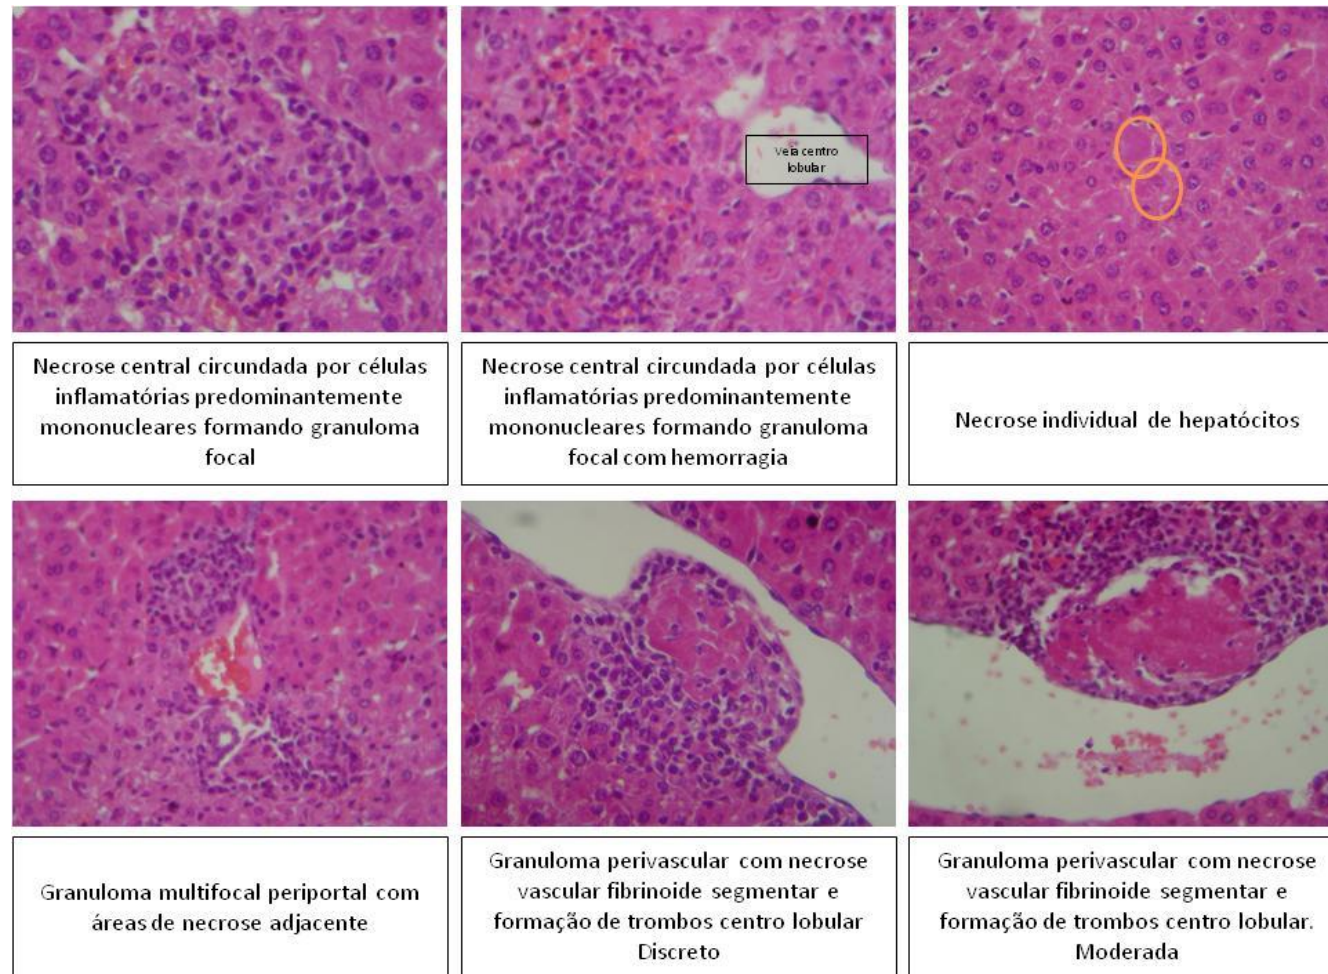 Veia centro
lobular
Necrose central circundada por células
inflamatórias predominantemente
mononucleares formando granuloma
focal
Necrose central circundada por células
inflamatórias predominantemente
mononucleares formando granuloma
focal com hemorragia
Necrose individual de hepatócitos
Granuloma multifocal periportal com
áreas de necrose adjacente
Granuloma perivascular com necrose
vascular fibrinoide segmentar e
formação de trombos centro lobular
Discreto
Granuloma perivascular com necrose
vascular fibrinoide segmentar e
formação de trombos centro lobular.
Moderada